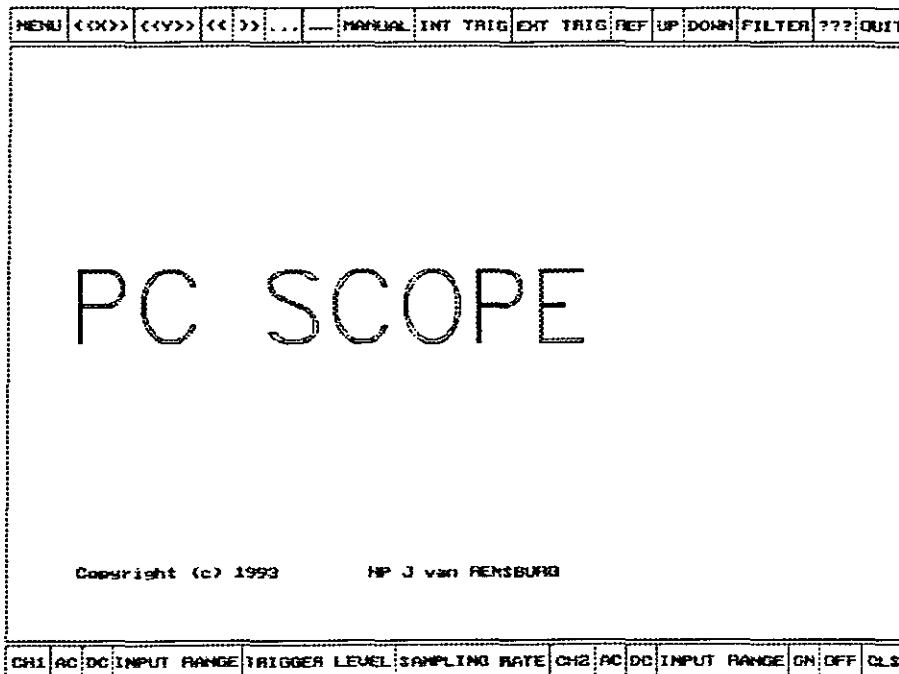 MENU <<X>> <<Y>> << >> ... __ MANUAL INT TRIG EXT TRIG REF UP DOWN FILTER ??? QUIT
PC SCOPE
Copyright (c) 1993 HP J van RENSBURG
CH1 AC DC INPUT RANGE TRIGGER LEVEL SAMPLING RATE CH2 AC DC INPUT RANGE ON OFF CLS